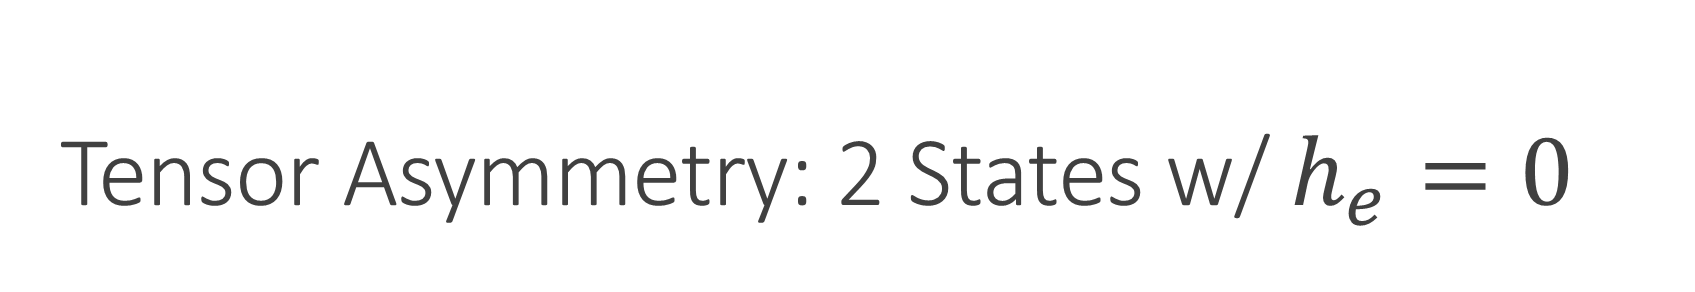 Tensor Asymmetry: 2 States w/ $h_e = 0$